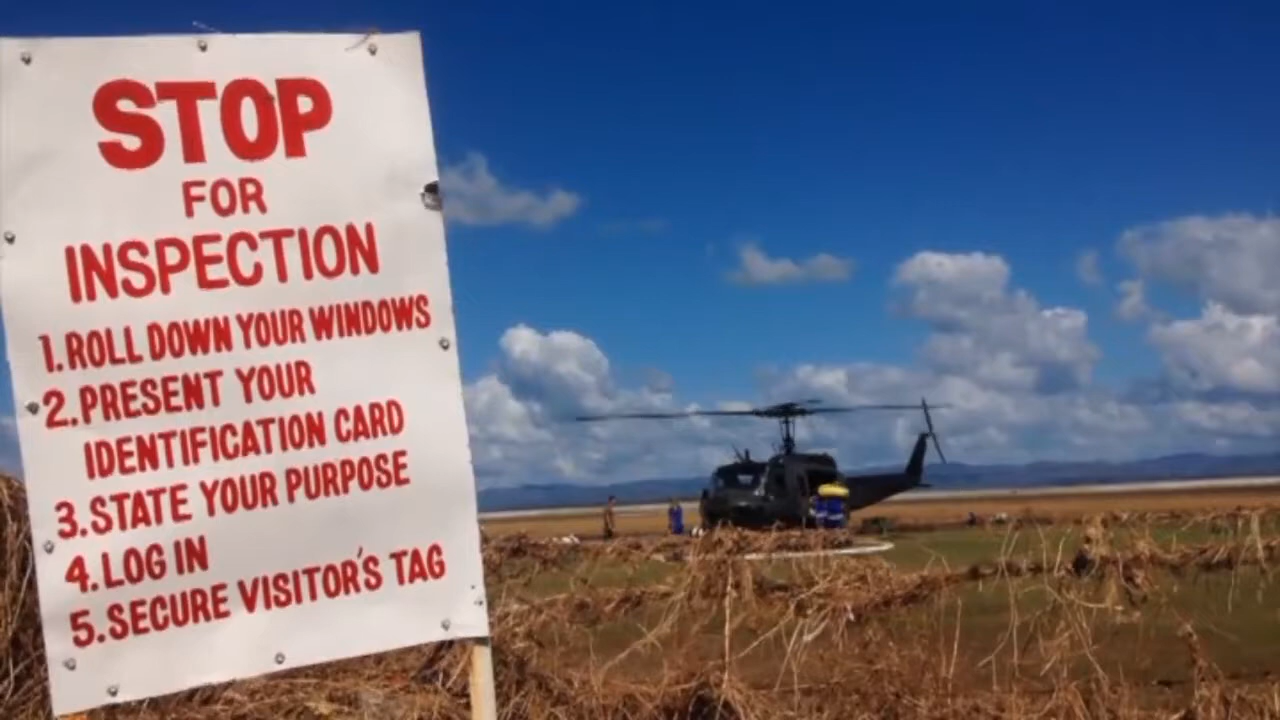 STOP
FOR
INSPECTION
1. ROLL DOWN YOUR WINDOWS
2. PRESENT YOUR
IDENTIFICATION CARD
3. STATE YOUR PURPOSE
4. LOG IN
5. SECURE VISITOR'S TAG